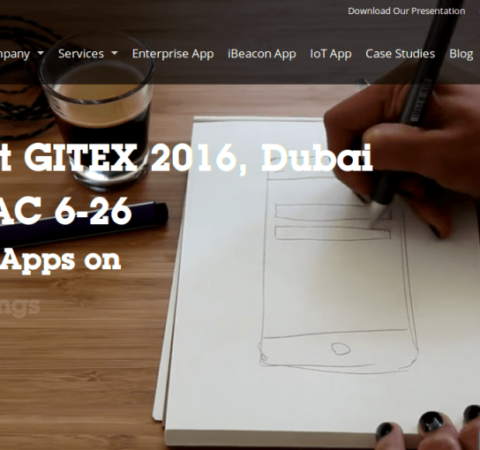 Download Our Presentation
mpany Services Enterprise App iBeacon App IoT App Case Studies Blog
t GITEX 2016, Dubai
AC 6-26
Apps on
ngs